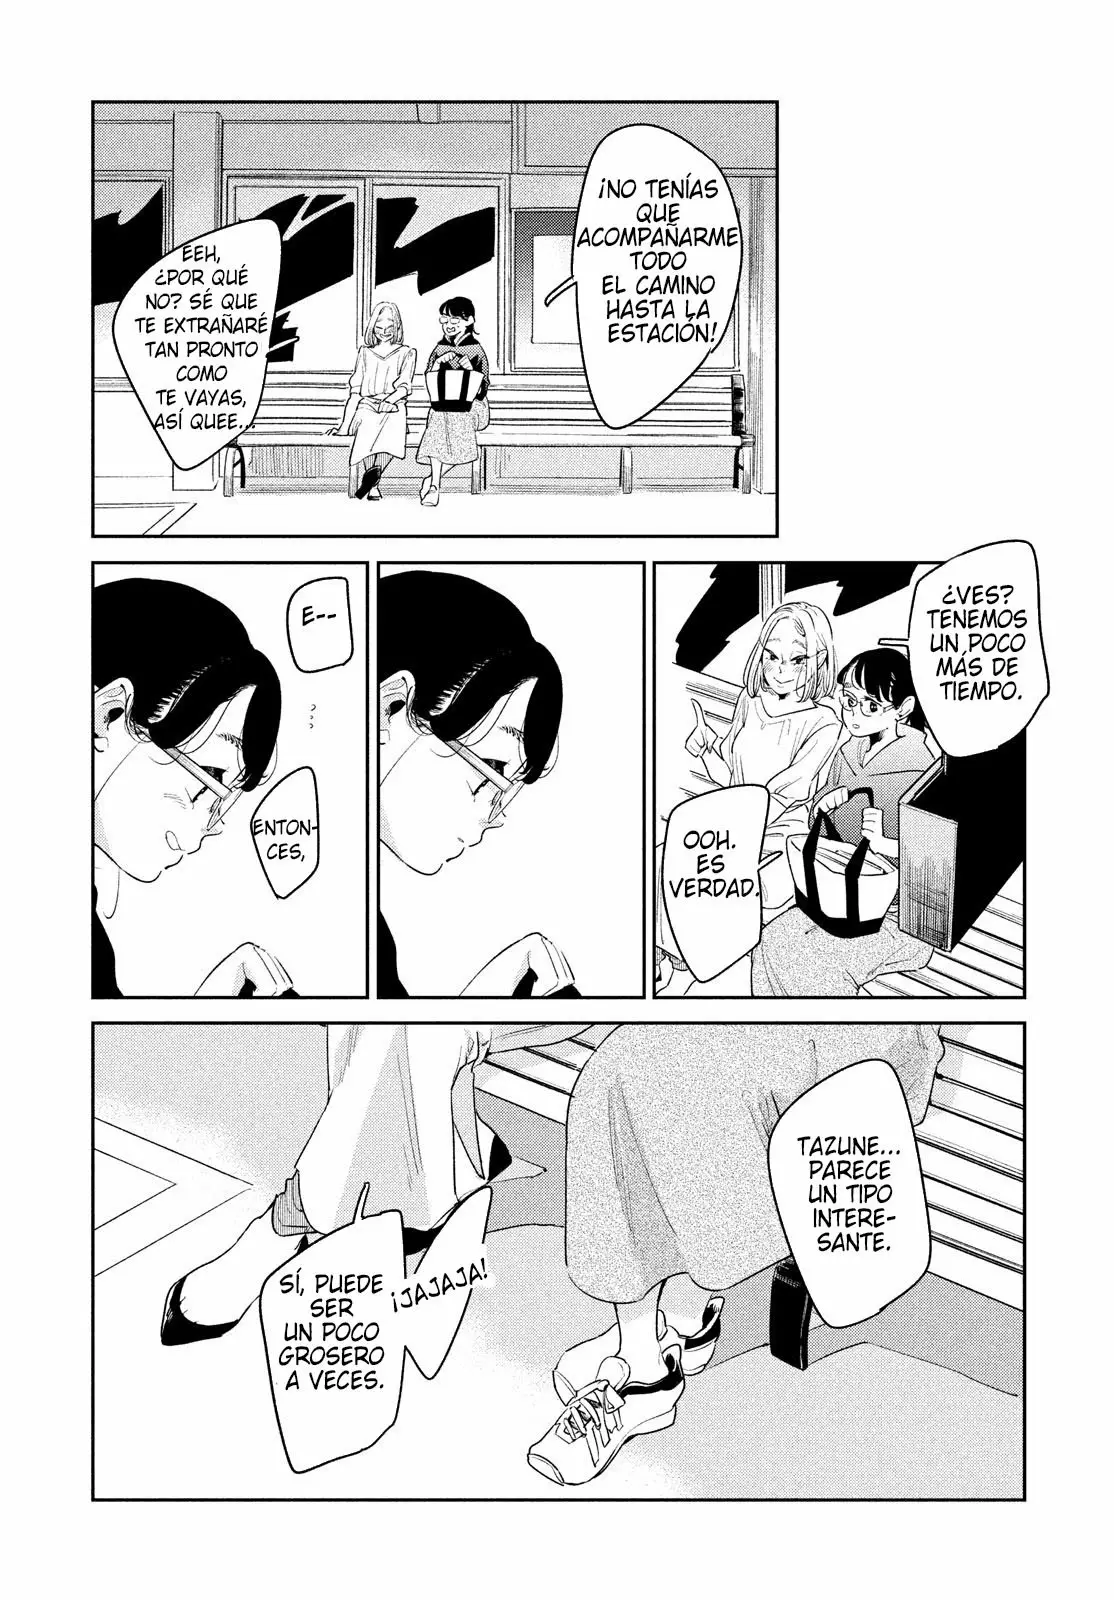 ¡NO TENÍAS
QUE
ACOMPAÑARME
TODO
EL CAMINO
HASTA LA
ESTACIÓN!
EEH,
¿POR QUÉ
NO? SÉ QUE
TE EXTRAÑARÉ
TAN PRONTO
COMO
TE VAYAS,
ASÍ QUEE...
¿VES?
TENEMOS
UN POCO
MÁS DE
TIEMPO.
OOH.
ES
VERDAD.
E--
...
ENTON-
CES,
TAZUNE...
PARECE
UN TIPO
INTERE-
SANTE.
¡JAJAJA!
SÍ, PUEDE
SER
UN POCO
GROSERO
A VECES.